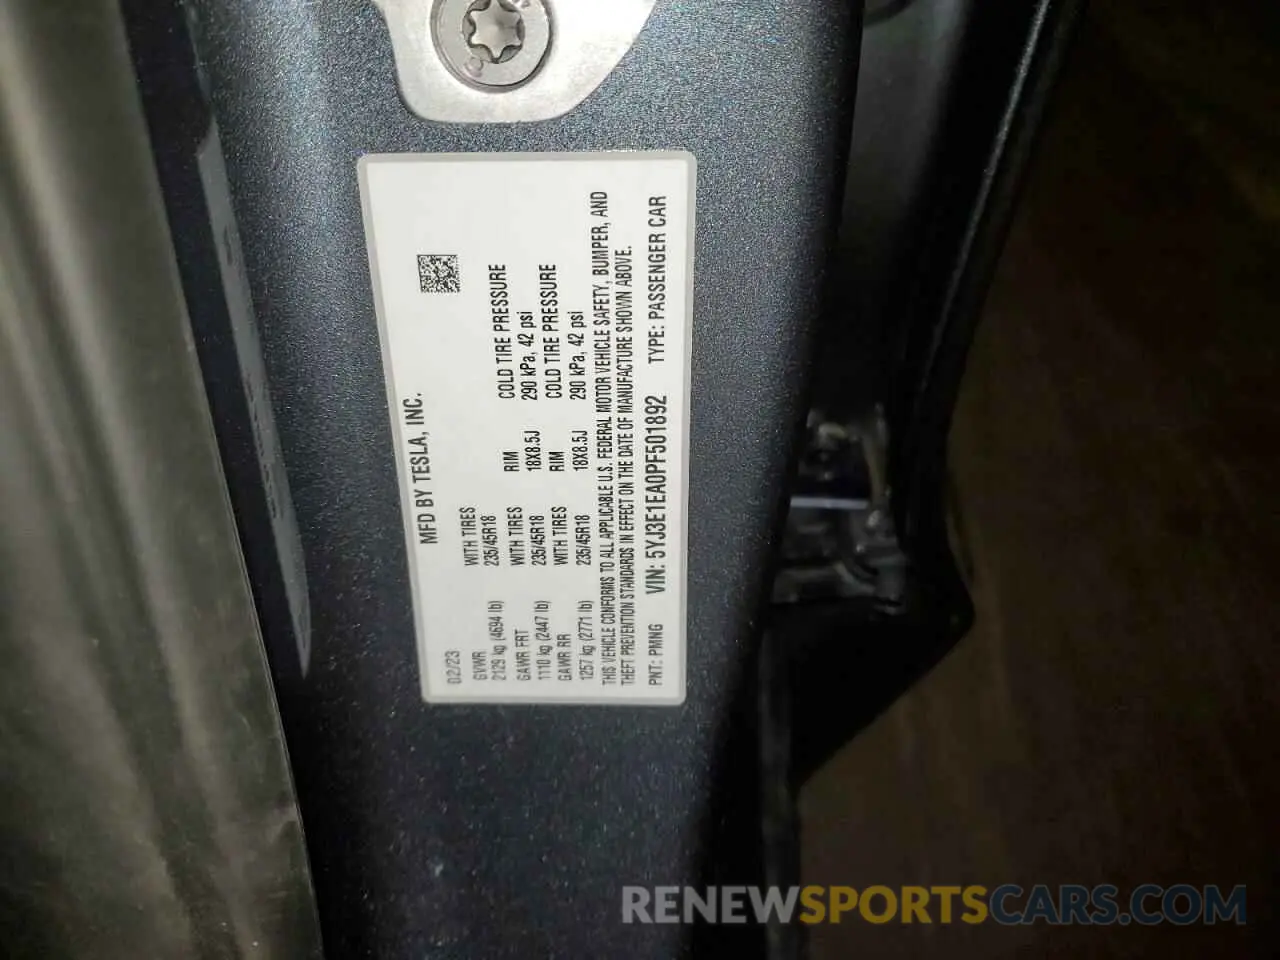 MFD BY TESLA, INC.
02/23
GVWR
2129 kg (4694 lb)
WITH TIRES
235/45R18
RIM
COLD TIRE PRESSURE
GAWR FRT
1110 kg (2447 lb)
WITH TIRES
235/45R18
18X8.5J
290 kPa, 42 psi
RIM
COLD TIRE PRESSURE
GAWR RR
1257 kg (2771 lb)
WITH TIRES
235/45R18
18X8.5J
290 kPa, 42 psi
THIS VEHICLE CONFORMS TO ALL APPLICABLE U.S. FEDERAL MOTOR VEHICLE SAFETY, BUMPER, AND
THEFT PREVENTION STANDARDS IN EFFECT ON THE DATE OF MANUFACTURE SHOWN ABOVE.
PNT: PMNG VIN: 5YJ3E1EA0PF501892 TYPE: PASSENGER CAR
RENEWSPORTSCARS.COM